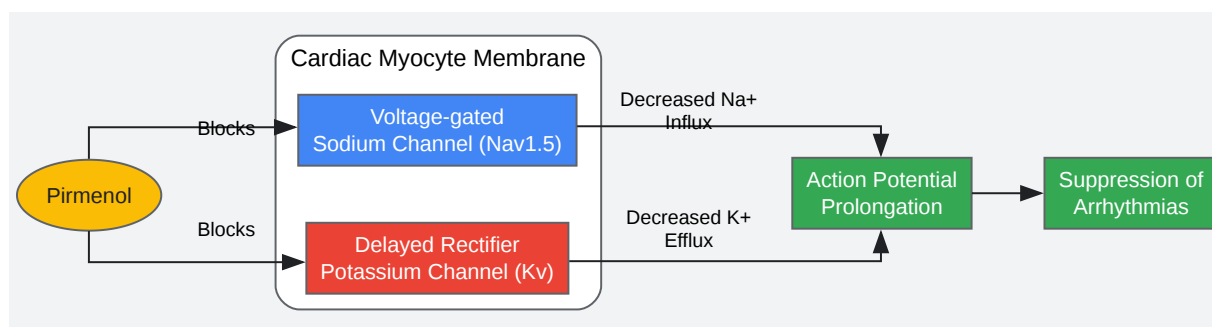 Cardiac Myocyte Membrane
Pirmenol
Blocks
Voltage-gated
Sodium Channel (Nav1.5)
Decreased Na+
Influx
Blocks
Delayed Rectifier
Potassium Channel (Kv)
Decreased K+
Efflux
Action Potential
Prolongation
Suppression of
Arrhythmias